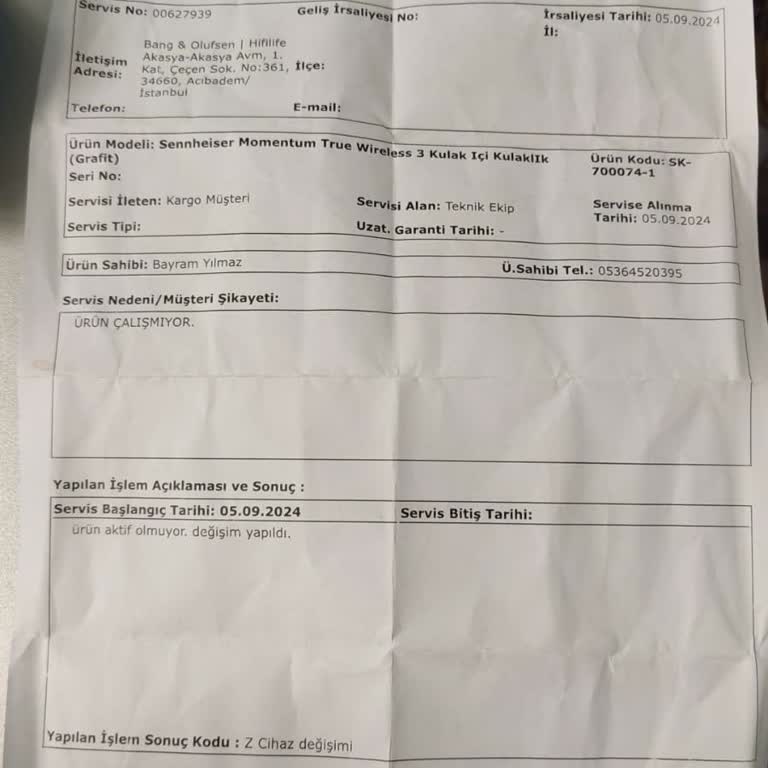 Servis No: 00627939 Geliş İrsaliyesi No: İrsaliyesi Tarihi: 05.09.2024
İl:
İletişim Adresi: Bang & Olufsen | Hifilife
Akasya-Akasya Avm, 1.
Kat, Çeçen Sok. No:361, İlçe:
34660, Acıbadem/
İstanbul
Telefon: E-mail:
Ürün Modeli: Sennheiser Momentum True Wireless 3 Kulak Içi KulaklIk
(Grafit) Ürün Kodu: SK-
700074-1
Seri No:
Servisi İleten: Kargo Müşteri Servisi Alan: Teknik Ekip Servise Alınma
Tarihi: 05.09.2024
Servis Tipi: Uzat. Garanti Tarihi: -
Ürün Sahibi: Bayram Yılmaz Ü.Sahibi Tel.: 05364520395
Servis Nedeni/Müşteri Şikayeti:
ÜRÜN ÇALIŞMIYOR.
Yapılan İşlem Açıklaması ve Sonuç :
Servis Başlangıç Tarihi: 05.09.2024 Servis Bitiş Tarihi:
ürün aktif olmuyor. değişim yapıldı.
Yapılan İşlem Sonuç Kodu : Z Cihaz değişimi